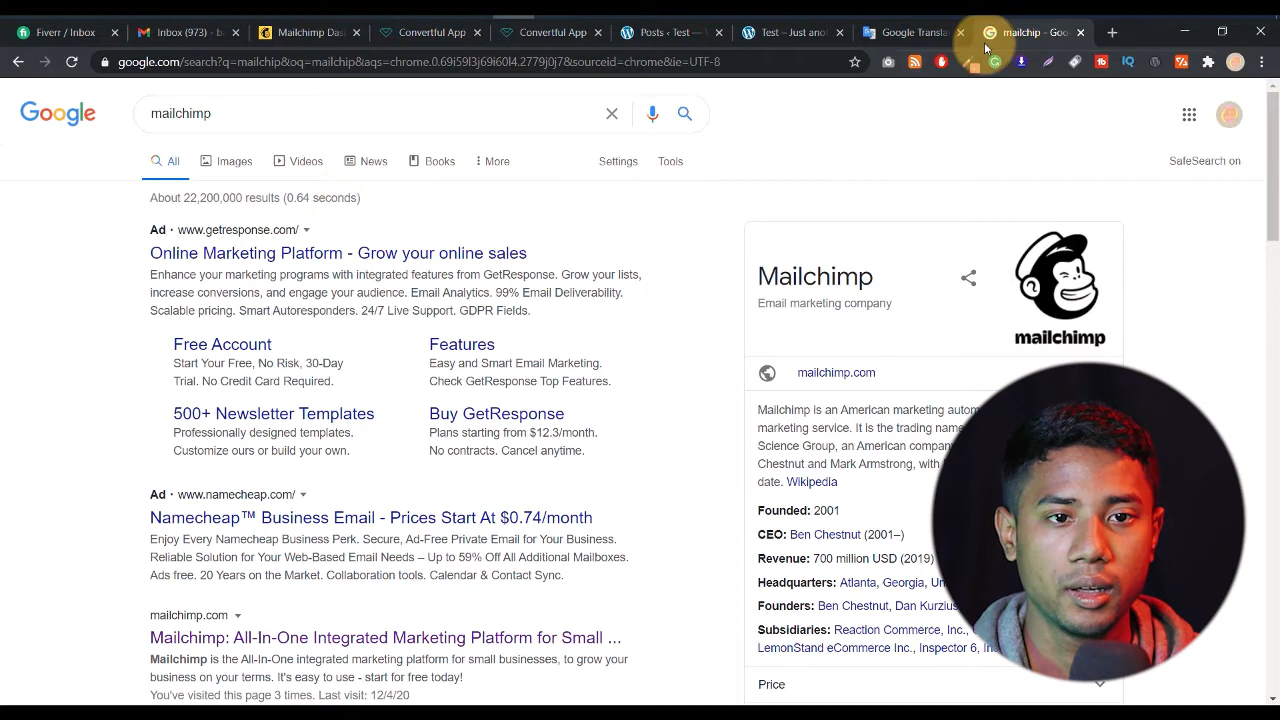 Fiverr / Inbox
Inbox (973) - b
Mailchimp Das
Convertful App
Convertful App
Posts ‹ Test — W
Test – Just anot
Google Transla
mailchip - Goo
google.com/search?q=mailchip&oq=mailchip&aqs=chrome.0.69i59l3j69i60l4.2779j0j7&sourceid=chrome&ie=UTF-8
Google
mailchimp
All
Images
Videos
News
Books
More
Settings
Tools
SafeSearch on
About 22,200,000 results (0.64 seconds)
Ad · www.getresponse.com/
Online Marketing Platform - Grow your online sales
Enhance your marketing programs with integrated features from GetResponse. Grow your lists,
increase conversions, and engage your audience. Email Analytics. 99% Email Deliverability.
Scalable pricing. Smart Autoresponders. 24/7 Live Support. GDPR Fields.
Free Account
Start Your Free, No Risk, 30-Day
Trial. No Credit Card Required.
Features
Easy and Smart Email Marketing.
Check GetResponse Top Features.
500+ Newsletter Templates
Professionally designed templates.
Customize ours or build your own.
Buy GetResponse
Plans starting from $12.3/month.
No contracts. Cancel anytime.
Ad · www.namecheap.com/
Namecheap™ Business Email - Prices Start At $0.74/month
Enjoy Every Namecheap Business Perk. Secure, Ad-Free Private Email for Your Business.
Reliable Solution for Your Web-Based Email Needs – Up to 59% Off All Additional Mailboxes.
Ads free. 20 Years on the Market. Collaboration tools. Calendar & Contact Sync.
mailchimp.com
Mailchimp: All-In-One Integrated Marketing Platform for Small ...
Mailchimp is the All-In-One integrated marketing platform for small businesses, to grow your
business on your terms. It's easy to use - start for free today!
You've visited this page 3 times. Last visit: 12/4/20
Mailchimp
Email marketing company
mailchimp
mailchimp.com
Mailchimp is an American marketing autom
marketing service. It is the trading name
Science Group, an American compan
Chestnut and Mark Armstrong, with
date. Wikipedia
Founded: 2001
CEO: Ben Chestnut (2001–)
Revenue: 700 million USD (2019)
Headquarters: Atlanta, Georgia, Un
Founders: Ben Chestnut, Dan Kurzius
Subsidiaries: Reaction Commerce, Inc.,
LemonStand eCommerce Inc., Inspector 6, In
Price